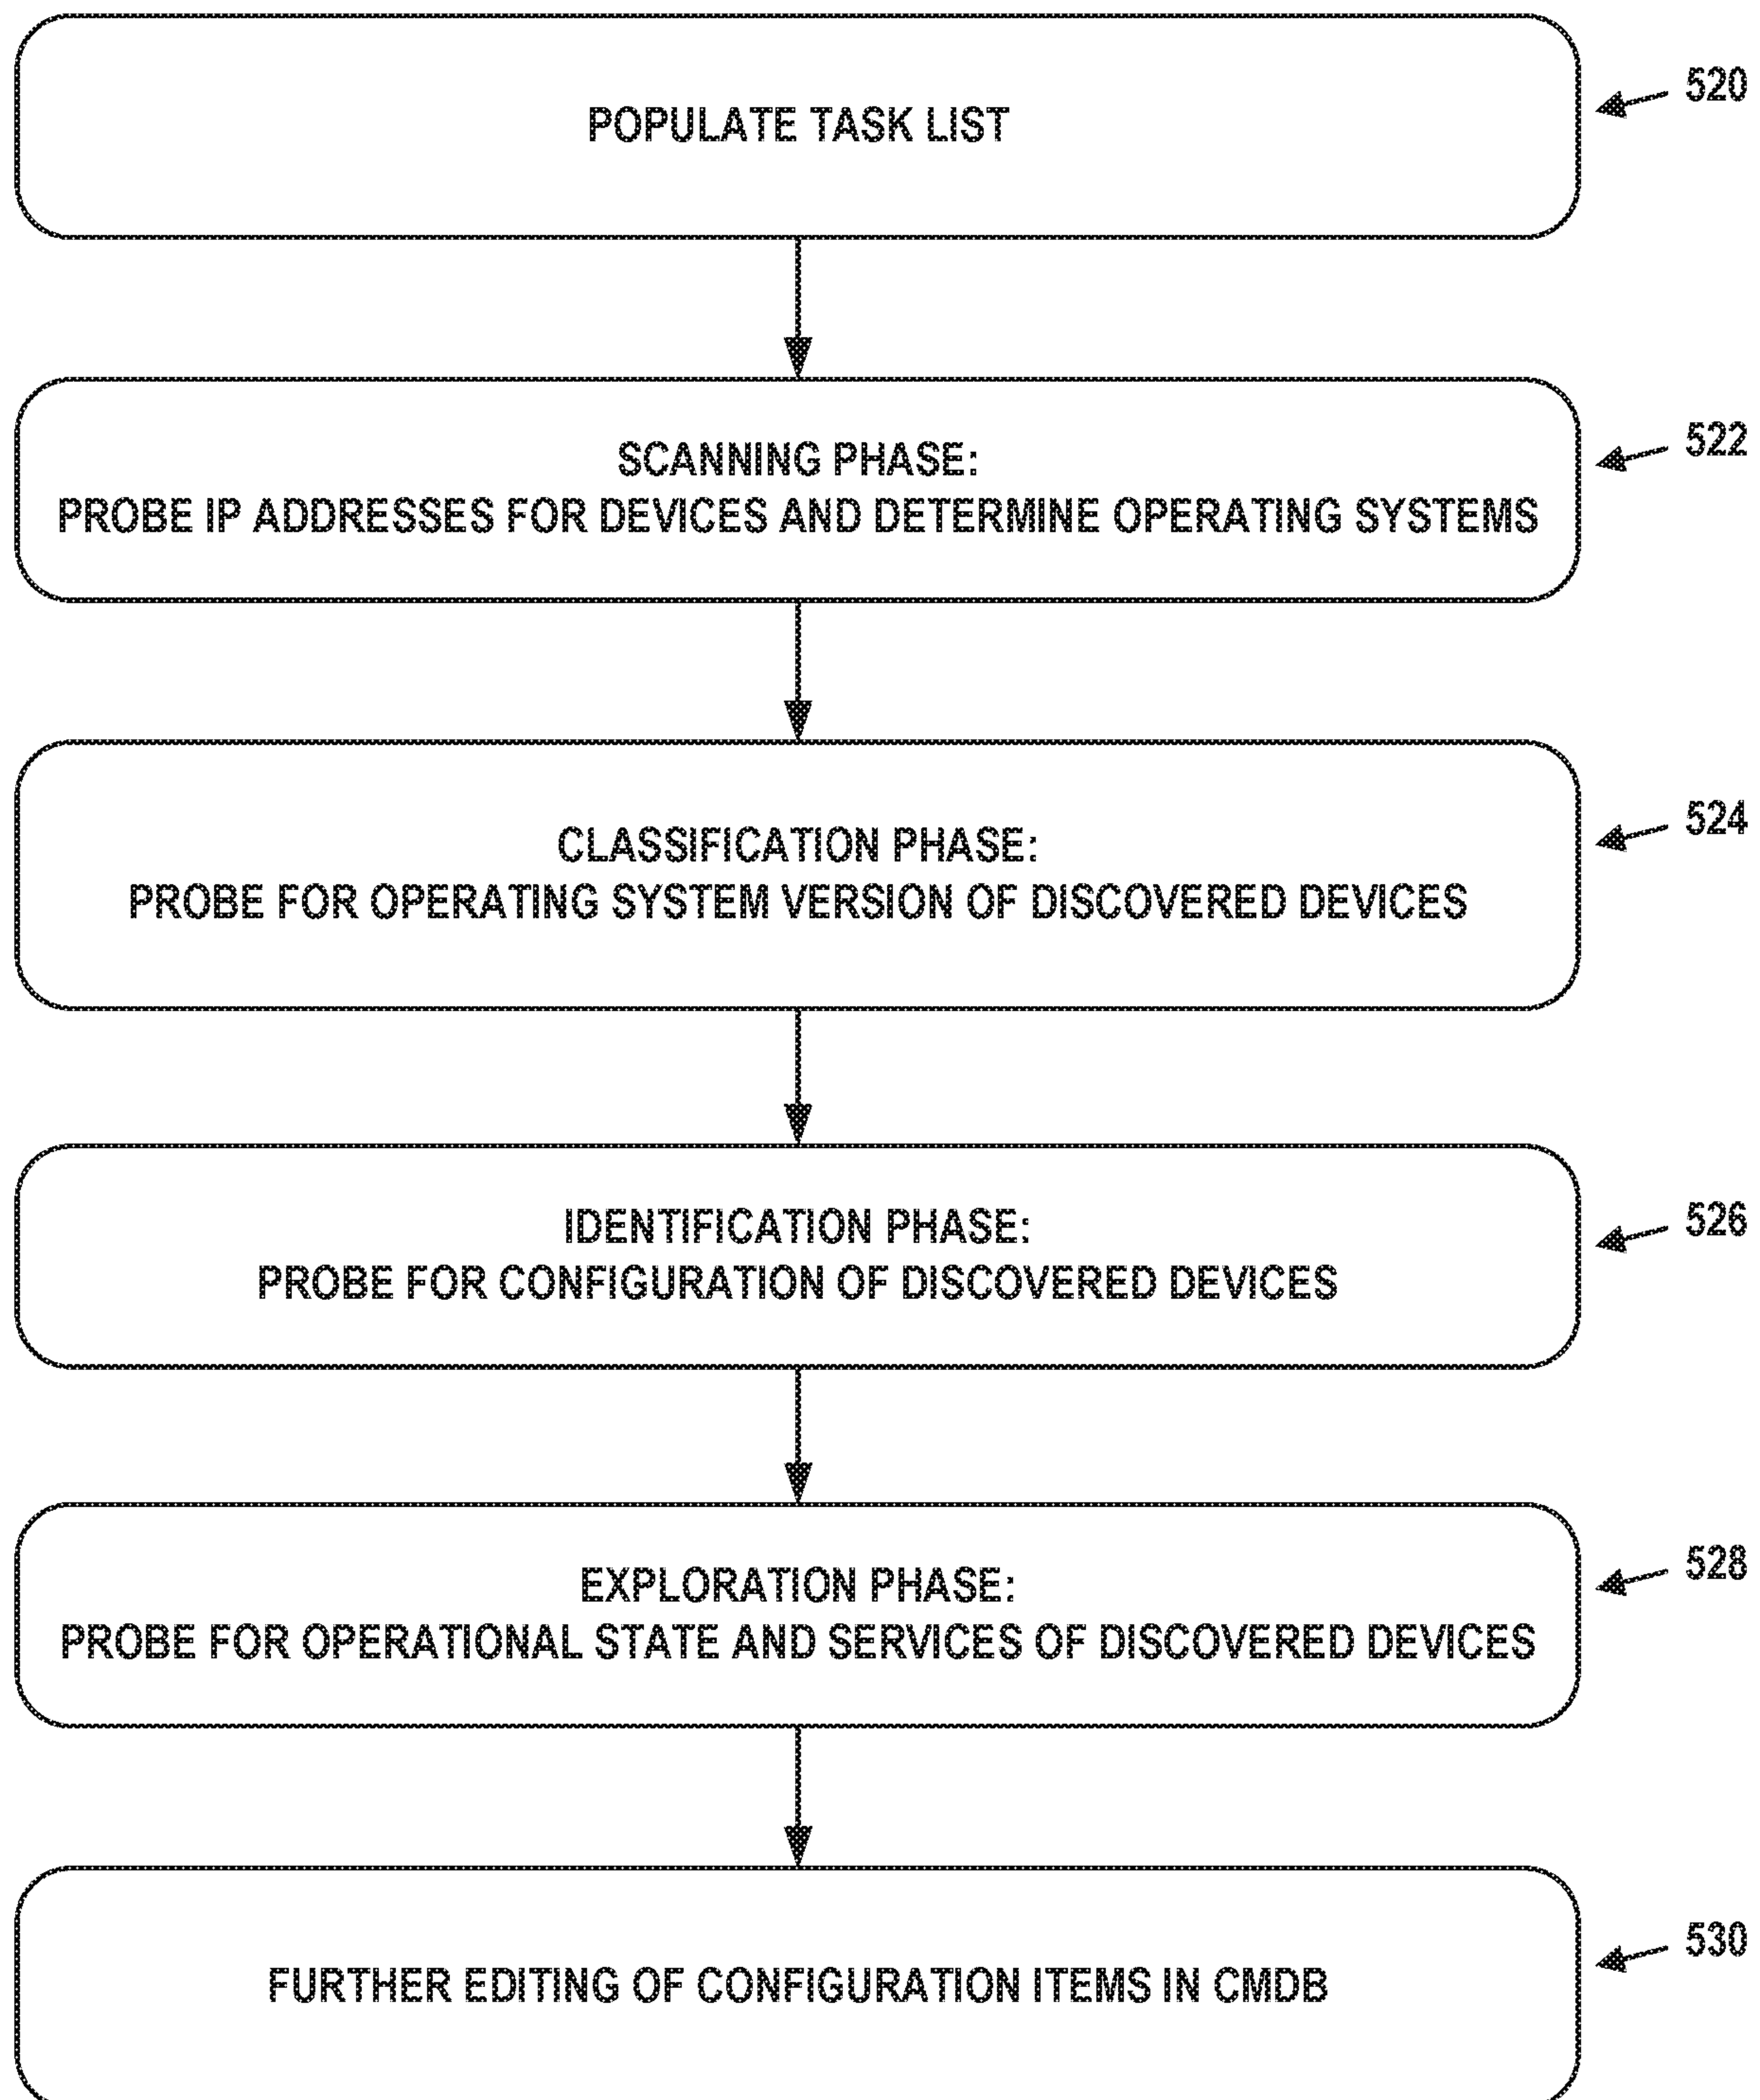 POPULATE TASK LIST
520
SCANNING PHASE:
PROBE IP ADDRESSES FOR DEVICES AND DETERMINE OPERATING SYSTEMS
522
CLASSIFICATION PHASE:
PROBE FOR OPERATING SYSTEM VERSION OF DISCOVERED DEVICES
524
IDENTIFICATION PHASE:
PROBE FOR CONFIGURATION OF DISCOVERED DEVICES
526
EXPLORATION PHASE:
PROBE FOR OPERATIONAL STATE AND SERVICES OF DISCOVERED DEVICES
528
FURTHER EDITING OF CONFIGURATION ITEMS IN CMDB
530